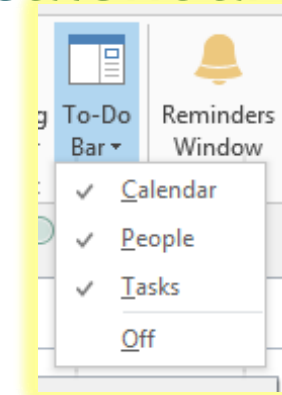 To-Do
Bar
Reminders
Window
Calendar
People
Tasks
Off